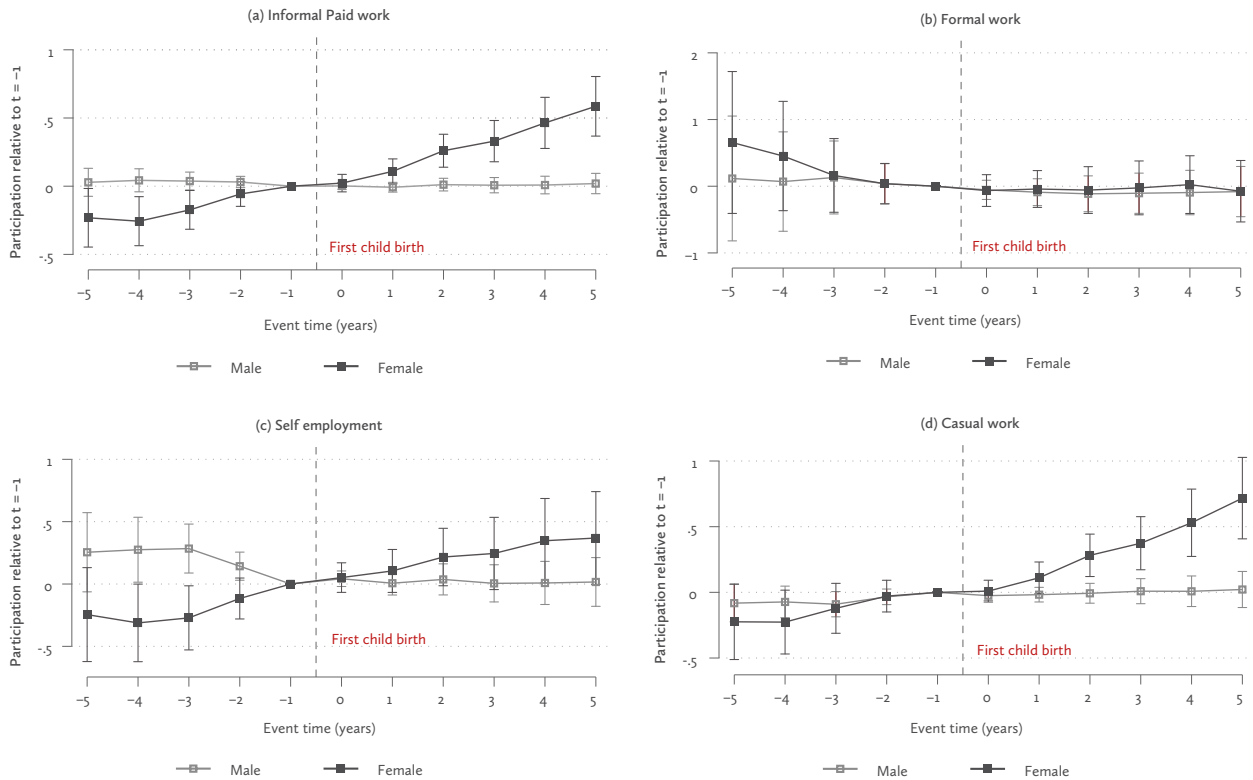 (a) Informal Paid work
Participation relative to t = −1
1
.5
0
-.5
First child birth
−5 −4 −3 −2 −1 0 1 2 3 4 5
Event time (years)
Male Female
(b) Formal work
Participation relative to t = −1
2
1
0
−1
First child birth
−5 −4 −3 −2 −1 0 1 2 3 4 5
Event time (years)
Male Female
(c) Self employment
Participation relative to t = −1
1
.5
0
-.5
First child birth
−5 −4 −3 −2 −1 0 1 2 3 4 5
Event time (years)
Male Female
(d) Casual work
Participation relative to t = −1
1
.5
0
-.5
First child birth
−5 −4 −3 −2 −1 0 1 2 3 4 5
Event time (years)
Male Female